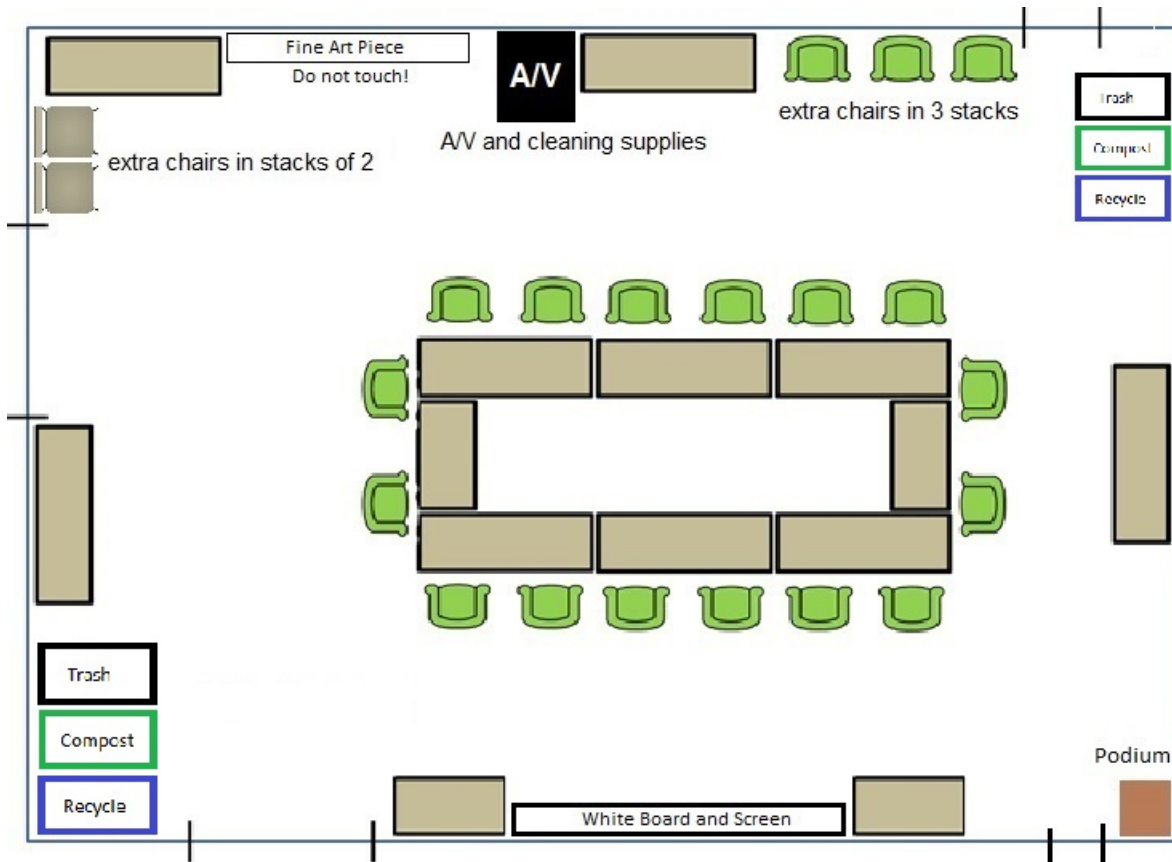 Fine Art Piece
Do not touch!
A/V
A/V and cleaning supplies
extra chairs in 3 stacks
Trash
Compost
Recycle
extra chairs in stacks of 2
Trash
Compost
Recycle
Podium
White Board and Screen